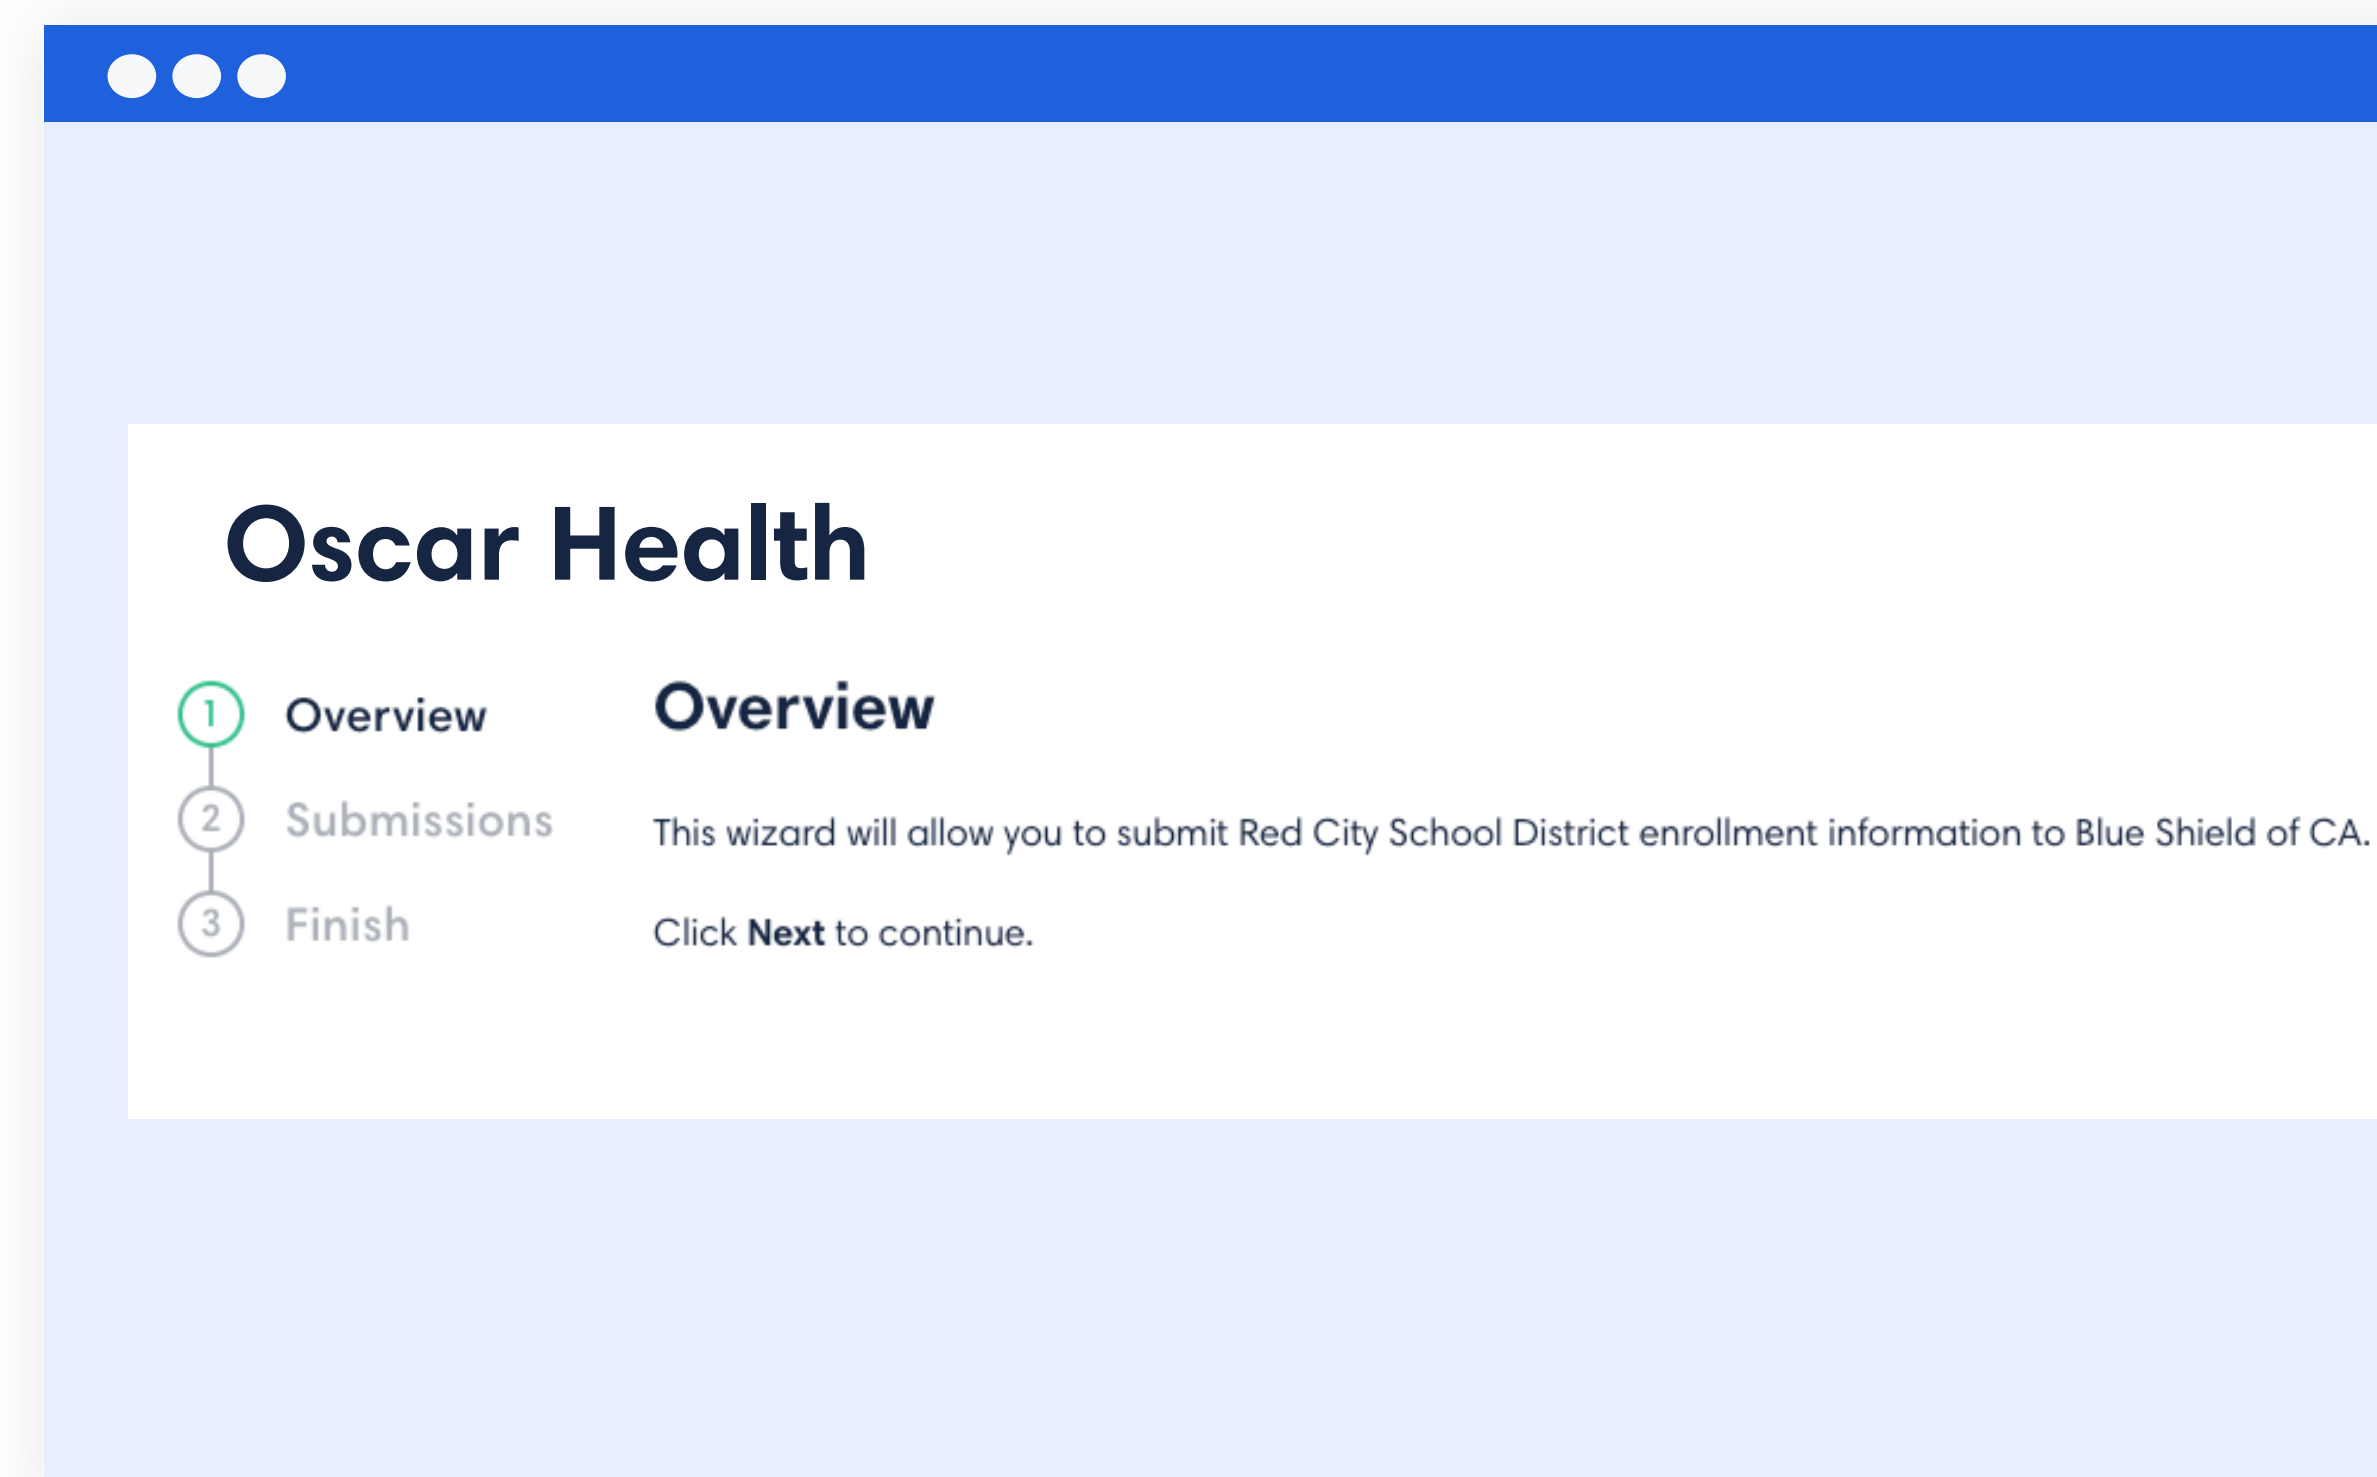 Oscar Health
1 Overview
2 Submissions
3 Finish
Overview
This wizard will allow you to submit Red City School District enrollment information to Blue Shield of CA.
Click Next to continue.